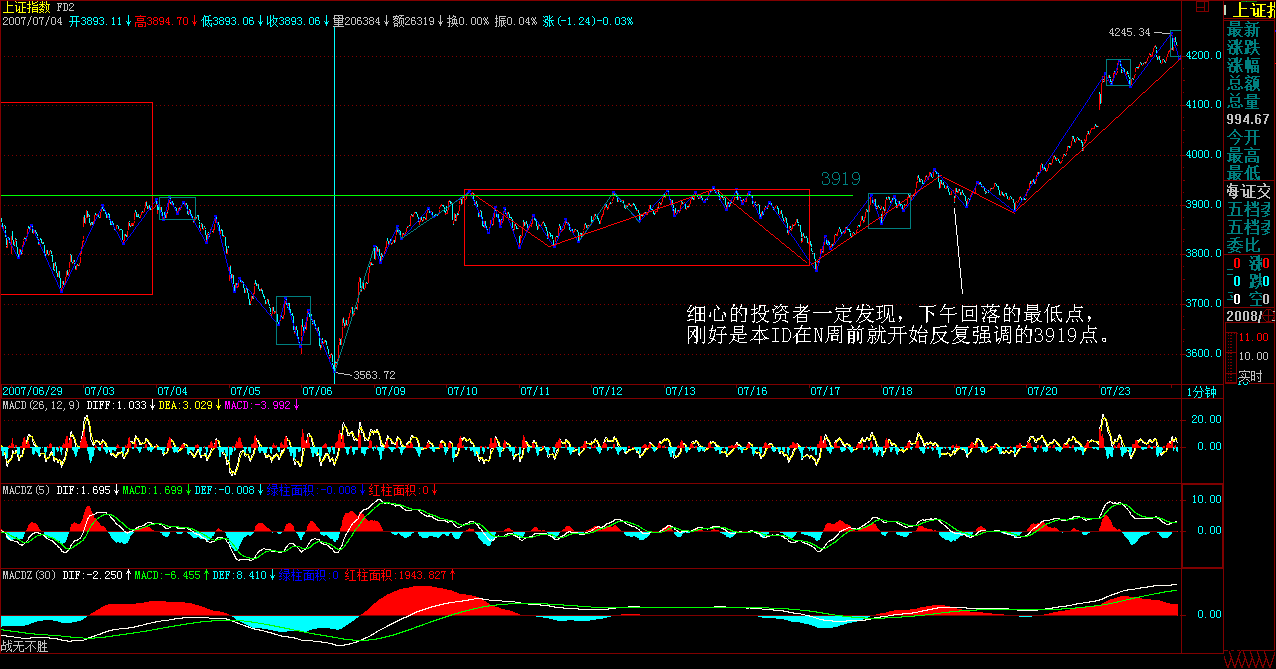 上证指数 FD2
2007/07/04 开3893.11↓高3894.70↓低3893.06↓收3893.06↓量206384↓额26319↓换0.00% 振0.04% 涨(-1.24)-0.03%
4245.34
4200.0
4100.0
4000.0
3919
3900.0
3800.0
3700.0
3600.0
细心的投资者一定发现，下午回落的最低点，
刚好是本ID在N周前就开始反复强调的3919点。
3563.72
2007/06/29 07/03 07/04 07/05 07/06 07/09 07/10 07/11 07/12 07/13 07/16 07/17 07/18 07/19 07/20 07/23 1分钟
MACD(26,12,9) DIFF:1.033↓DEA:3.029↓MACD:-3.992↓
20.00
0.00
MACDZ(5) DIF:1.695↓MACD:1.699↓DEF:-0.008↓绿柱面积:-0.008↓红柱面积:0↓
10.00
0.00
MACDZ(30) DIF:-2.250↑MACD:-6.455↑DEF:8.410↓绿柱面积:0 红柱面积:1943.827↑
0.00
战无不胜
上证指
最新
涨跌
涨幅
总额
总量
994.67
今开
最高
最低
海证交
五档
五档
委比
0 涨0
0 跌0
0 空0
2008/
11.00
10.00
实时